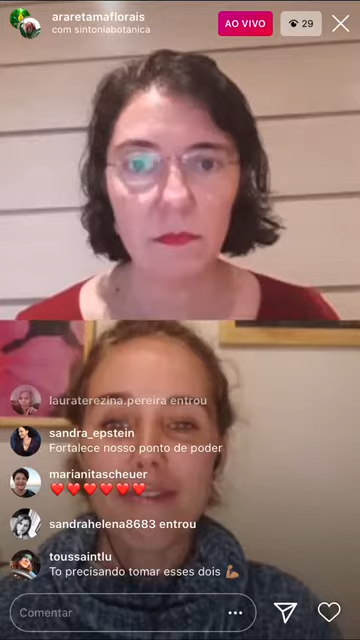 araretamaflorais
com sintoniabotanica
AO VIVO
29
lauraterezina.pereira entrou
sandra_epstein
Fortalece nosso ponto de poder
marianitascheuer
❤️❤️❤️❤️❤️❤️
sandrahelena8683 entrou
toussaintlu
To precisando tomar esses dois 💪🏼
Comentar